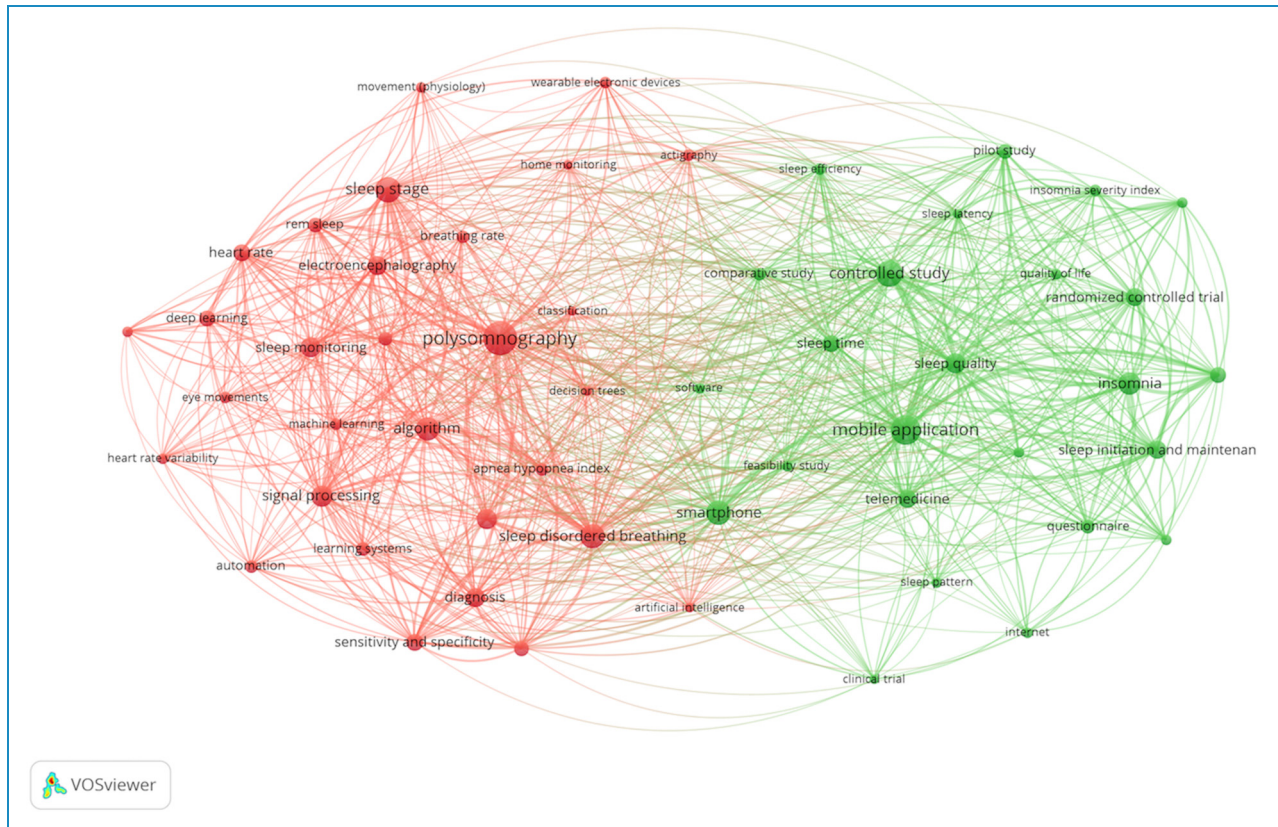 movement (physiology)
wearable electronic devices
home monitoring
actigraphy
pilot study
sleep efficiency
sleep stage
insomnia severity index
sleep latency
rem sleep
breathing rate
heart rate
electroencephalography
comparative study
controlled study
quality of life
randomized controlled trial
classification
deep learning
polysomnography
sleep monitoring
sleep time
sleep quality
insomnia
software
decision trees
eye movements
machine learning
algorithm
mobile application
sleep initiation and maintenan
heart rate variability
apnea hypopnea index
feasibility study
signal processing
telemedicine
smartphone
questionnaire
sleep disordered breathing
learning systems
automation
sleep pattern
diagnosis
artificial intelligence
internet
sensitivity and specificity
clinical trial
VOSviewer